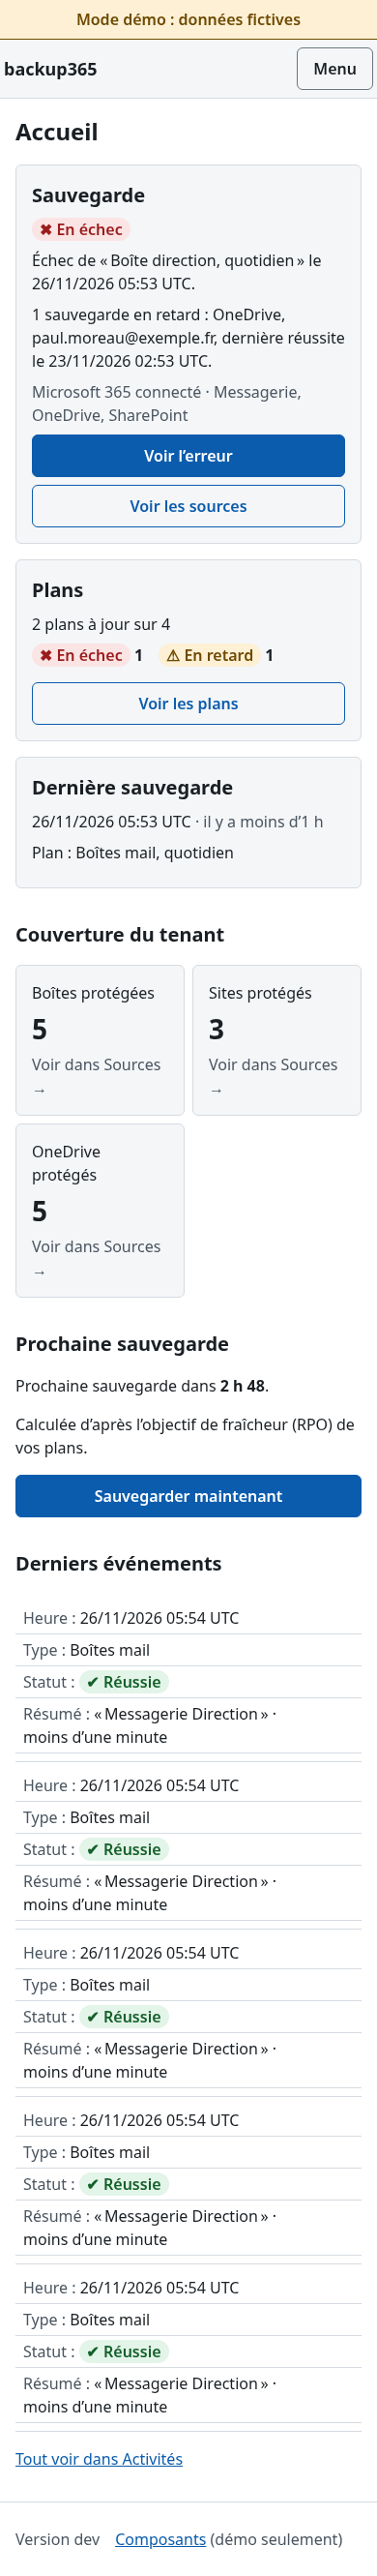 Mode démo : données fictives
backup365
Menu
Accueil
Sauvegarde
✖ En échec
Échec de « Boîte direction, quotidien » le
26/11/2026 05:53 UTC.
1 sauvegarde en retard : OneDrive,
paul.moreau@exemple.fr, dernière réussite
le 23/11/2026 02:53 UTC.
Microsoft 365 connecté · Messagerie,
OneDrive, SharePoint
Voir l’erreur
Voir les sources
Plans
2 plans à jour sur 4
✖ En échec 1 ⚠ En retard 1
Voir les plans
Dernière sauvegarde
26/11/2026 05:53 UTC · il y a moins d’1 h
Plan : Boîtes mail, quotidien
Couverture du tenant
Boîtes protégées
5
Voir dans Sources
→
Sites protégés
3
Voir dans Sources
→
OneDrive
protégés
5
Voir dans Sources
→
Prochaine sauvegarde
Prochaine sauvegarde dans 2 h 48.
Calculée d’après l’objectif de fraîcheur (RPO) de
vos plans.
Sauvegarder maintenant
Derniers événements
Heure : 26/11/2026 05:54 UTC
Type : Boîtes mail
Statut : ✔ Réussie
Résumé : « Messagerie Direction » ·
moins d’une minute
Heure : 26/11/2026 05:54 UTC
Type : Boîtes mail
Statut : ✔ Réussie
Résumé : « Messagerie Direction » ·
moins d’une minute
Heure : 26/11/2026 05:54 UTC
Type : Boîtes mail
Statut : ✔ Réussie
Résumé : « Messagerie Direction » ·
moins d’une minute
Heure : 26/11/2026 05:54 UTC
Type : Boîtes mail
Statut : ✔ Réussie
Résumé : « Messagerie Direction » ·
moins d’une minute
Heure : 26/11/2026 05:54 UTC
Type : Boîtes mail
Statut : ✔ Réussie
Résumé : « Messagerie Direction » ·
moins d’une minute
Tout voir dans Activités
Version dev Composants (démo seulement)